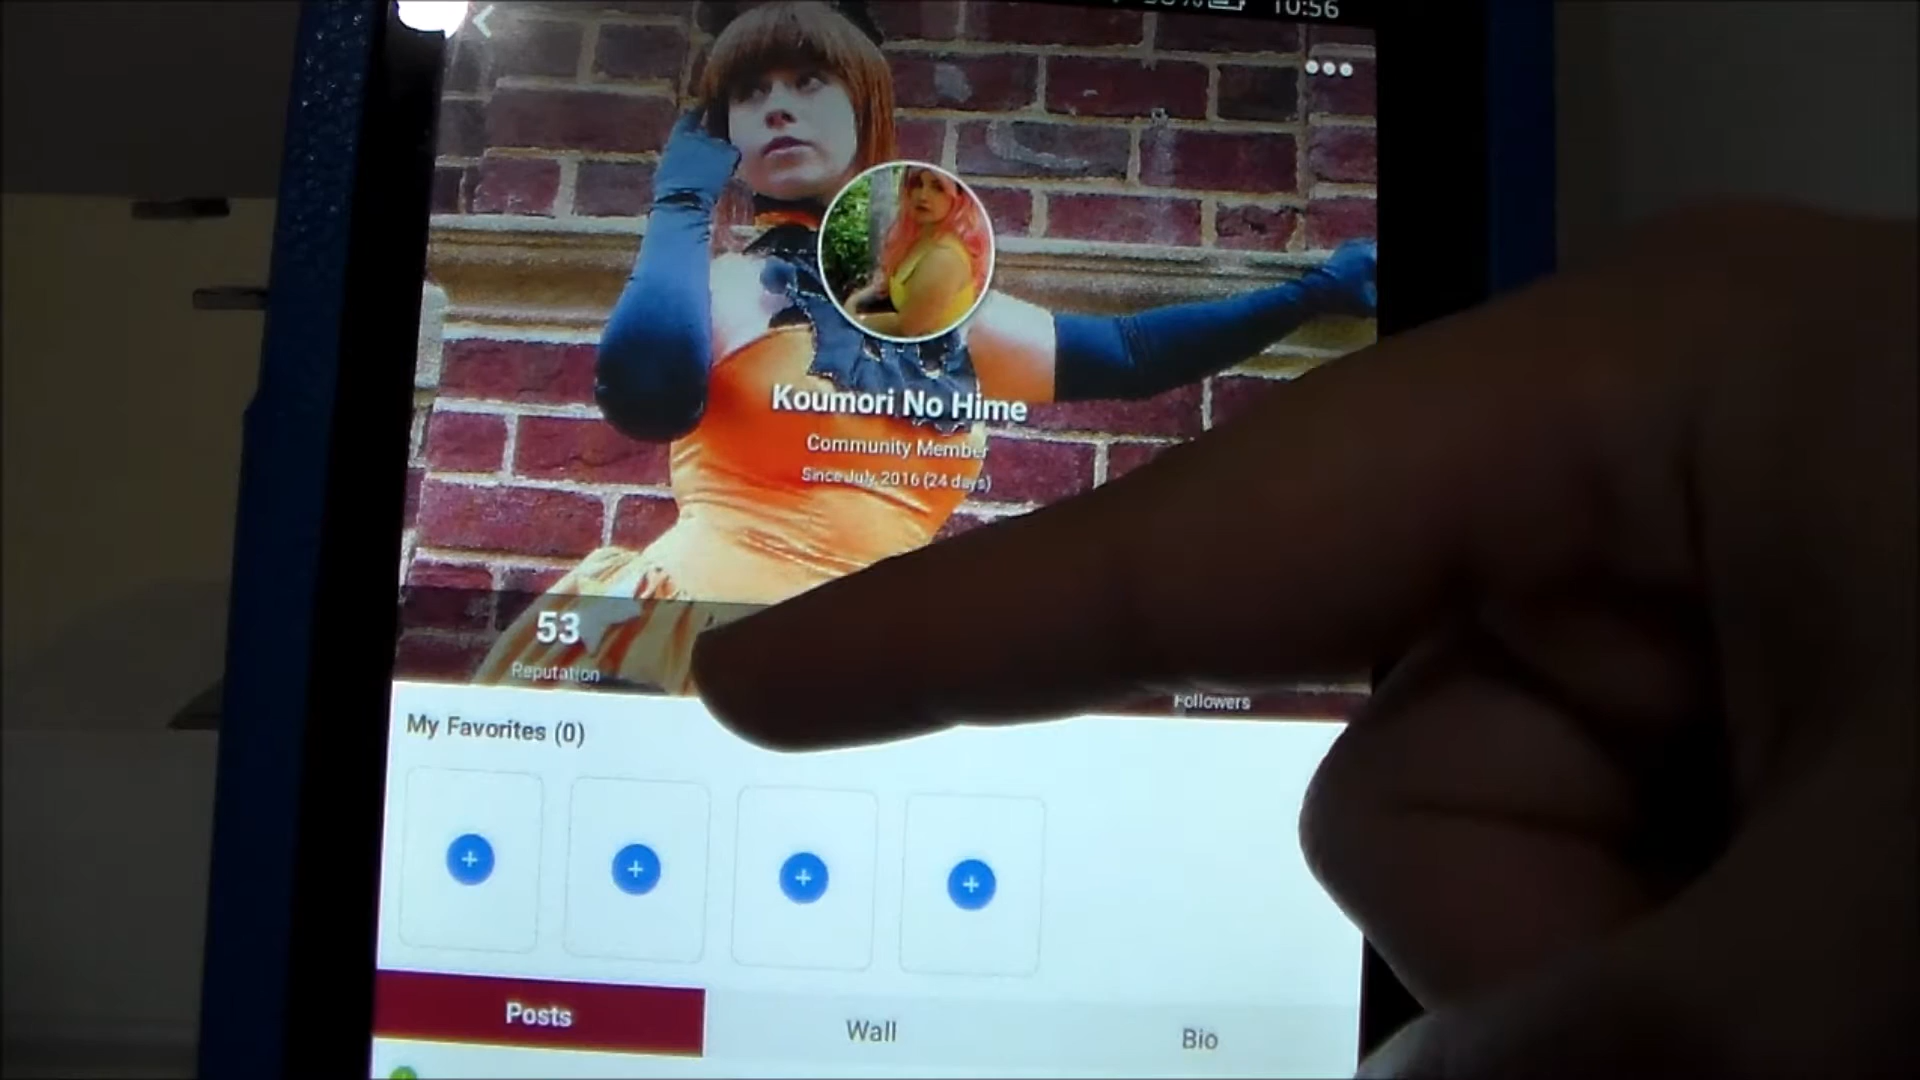 10:56
Koumori No Hime
Community Member
Since July, 2016 (24 days)
53
Reputation
Followers
My Favorites (0)
Posts
Wall
Bio